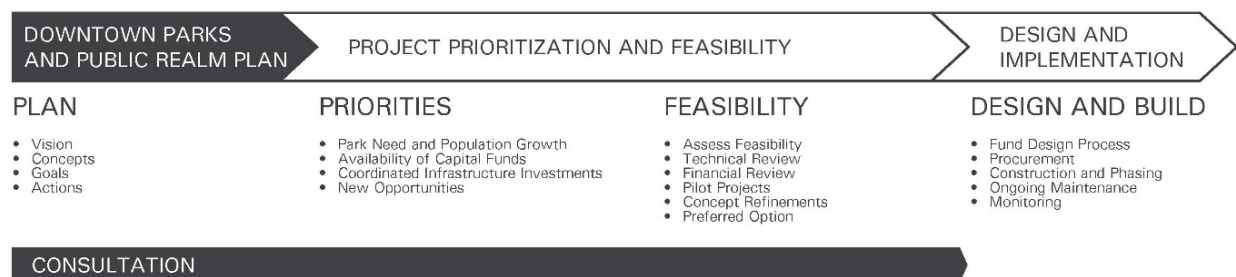 DOWNTOWN PARKS
AND PUBLIC REALM PLAN
PROJECT PRIORITIZATION AND FEASIBILITY
DESIGN AND
IMPLEMENTATION
PLAN
• Vision
• Concepts
• Goals
• Actions
PRIORITIES
• Park Need and Population Growth
• Availability of Capital Funds
• Coordinated Infrastructure Investments
• New Opportunities
FEASIBILITY
• Assess Feasibility
• Technical Review
• Financial Review
• Pilot Projects
• Concept Refinements
• Preferred Option
DESIGN AND BUILD
• Fund Design Process
• Procurement
• Construction and Phasing
• Ongoing Maintenance
• Monitoring
CONSULTATION